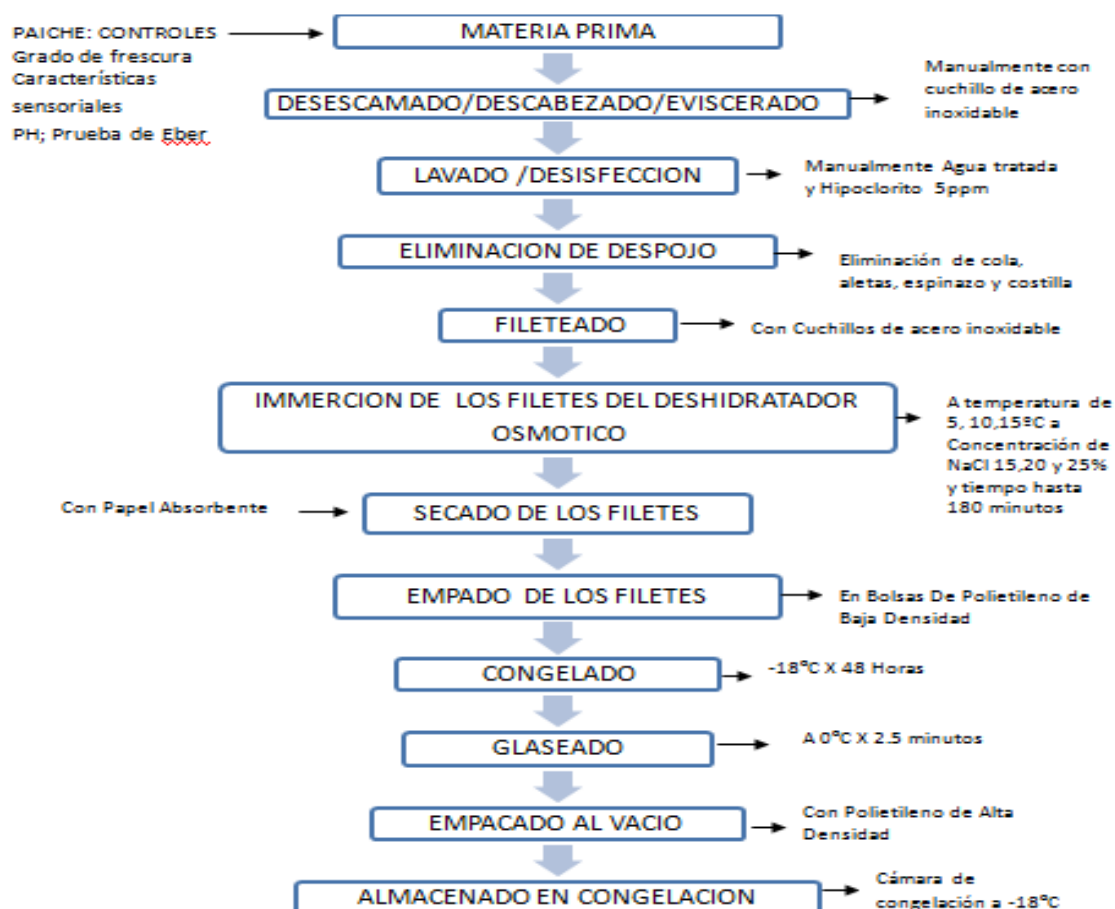 PAICHE: CONTROLES
Grado de frescura
Características
sensoriales
PH; Prueba de Eber
MATERIA PRIMA
DESESCAMADO/DESCABEZADO/EVISCERADO
Manualmente con
cuchillo de acero
inoxidable
LAVADO /DESISFECCION
Manualmente Agua tratada
y Hipoclorito 5ppm
ELIMINACION DE DESPOJO
Eliminación de cola,
aletas, espinazo y costilla
FILETEADO
Con Cuchillos de acero inoxidable
IMMERCION DE LOS FILETES DEL DESHIDRATADOR
OSMOTICO
A temperatura de
5, 10,15ºC a
Concentración de
NaCl 15,20 y 25%
y tiempo hasta
180 minutos
Con Papel Absorbente
SECADO DE LOS FILETES
EMPADO DE LOS FILETES
En Bolsas De Polietileno de
Baja Densidad
CONGELADO
-18ºC X 48 Horas
GLASEADO
A 0ºC X 2.5 minutos
EMPACADO AL VACIO
Con Polietileno de Alta
Densidad
ALMACENADO EN CONGELACION
Cámara de
congelación a -18ºC